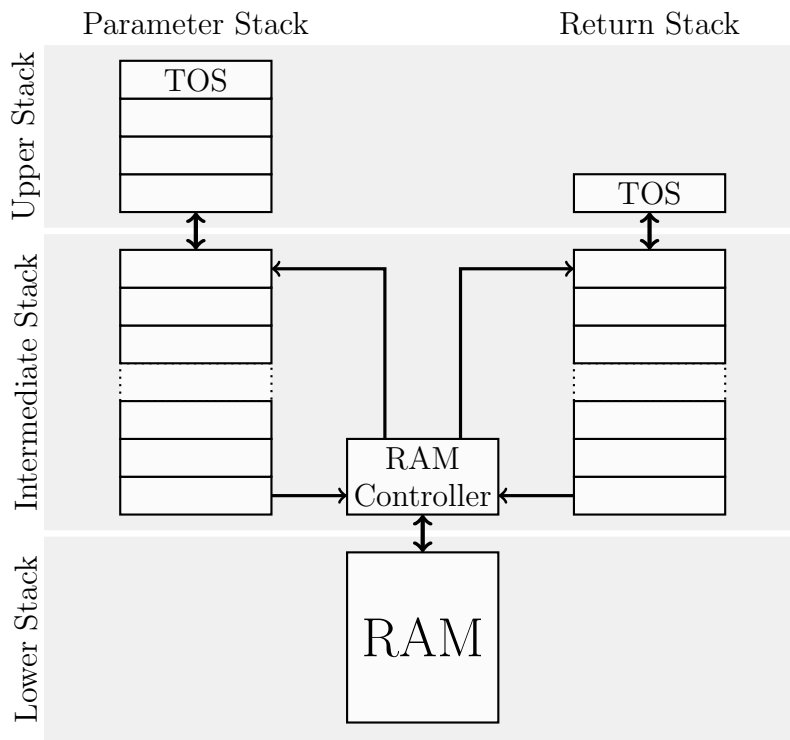 Parameter Stack
Return Stack
Upper Stack
TOS
TOS
Intermediate Stack
RAM
Controller
Lower Stack
RAM